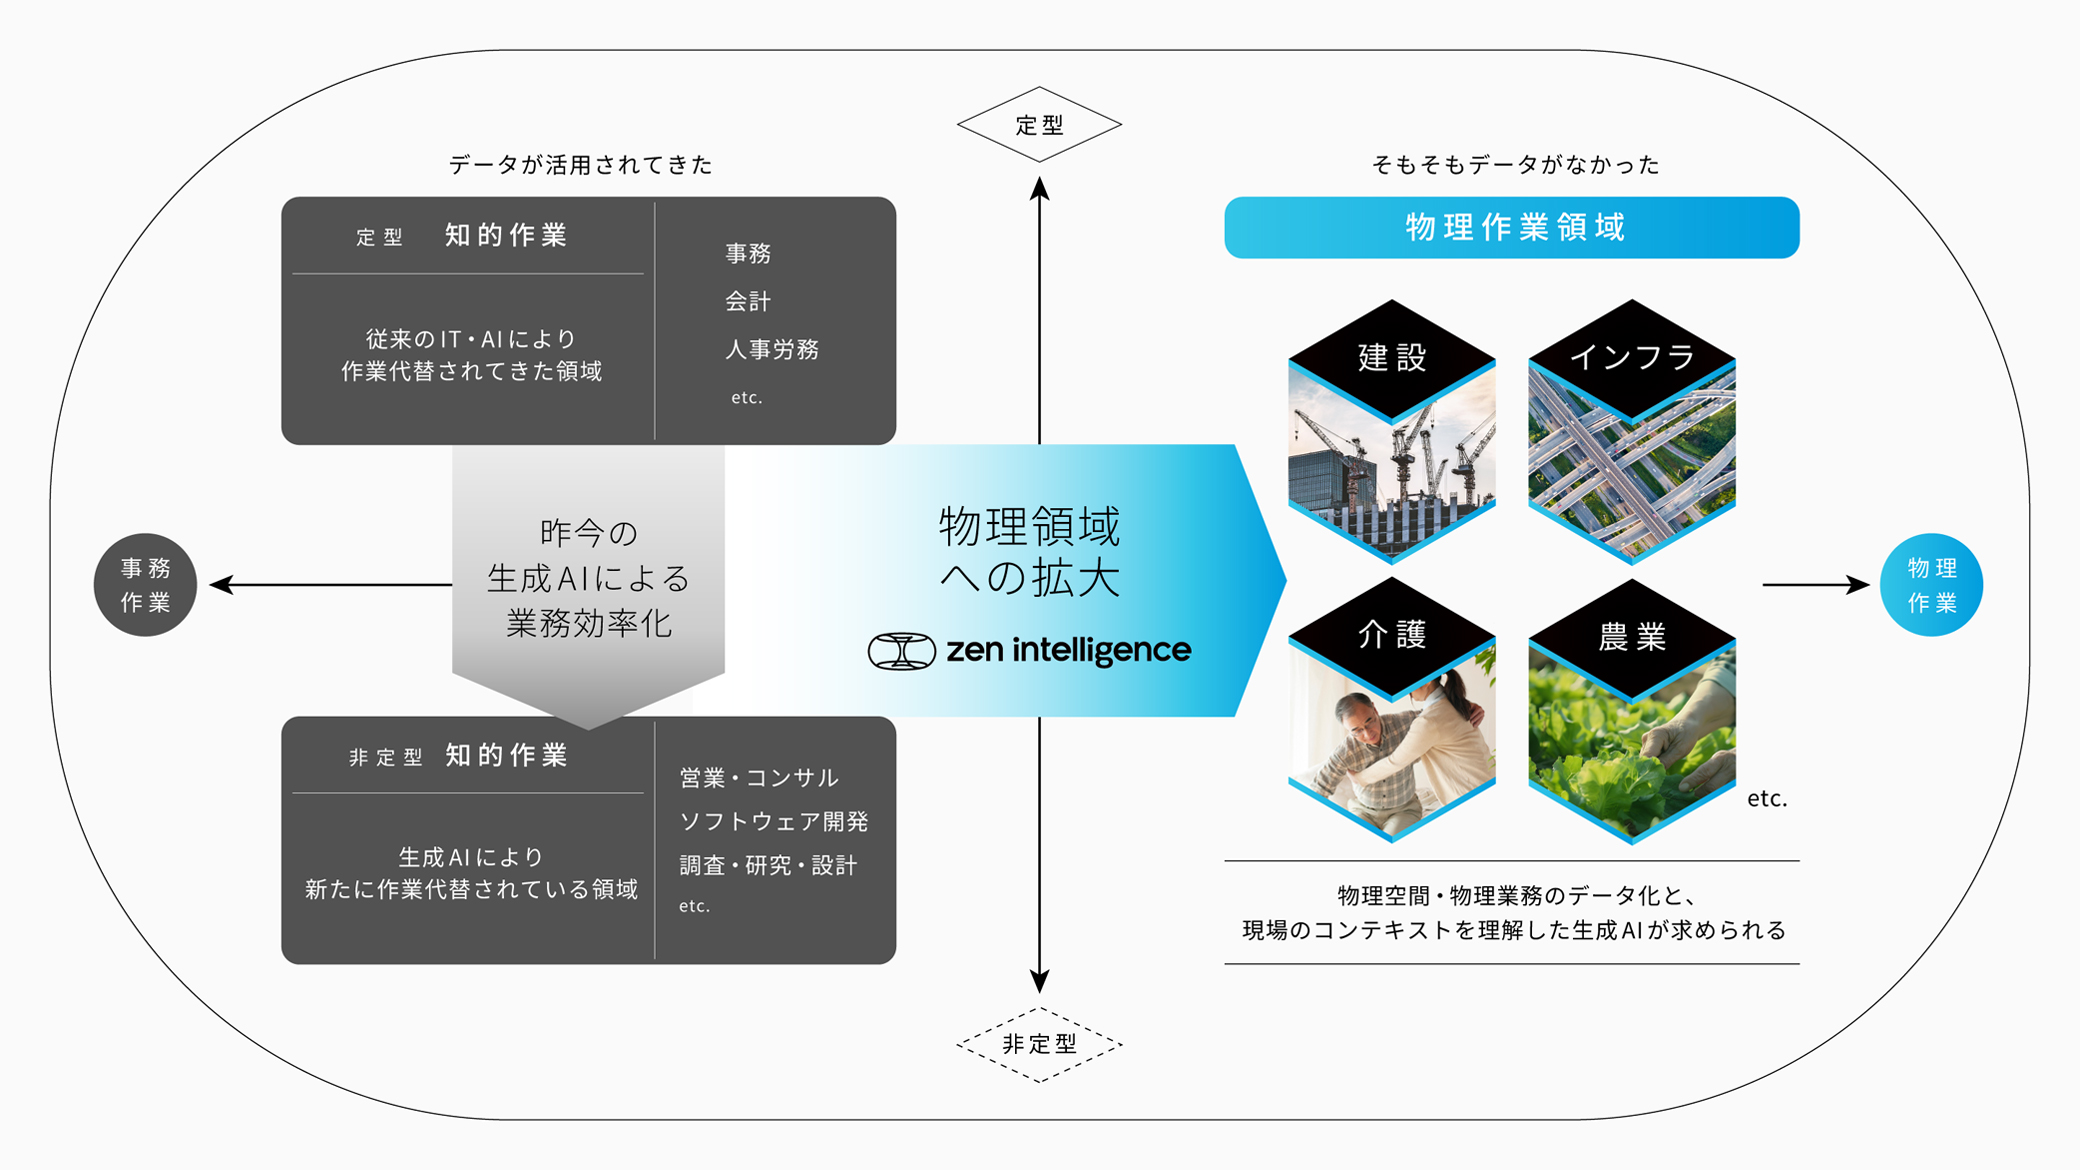 定型
データが活用されてきた
定型 知的作業
従来のIT・AIにより
作業代替されてきた領域
事務
会計
人事労務
etc.
昨今の
生成AIによる
業務効率化
事務
作業
非定型 知的作業
生成AIにより
新たに作業代替されている領域
営業・コンサル
ソフトウェア開発
調査・研究・設計
etc.
物理領域
への拡大
zen intelligence
そもそもデータがなかった
物理作業領域
建設
インフラ
介護
農業
etc.
物理空間・物理業務のデータ化と、
現場のコンテキストを理解した生成AIが求められる
物理
作業
非定型